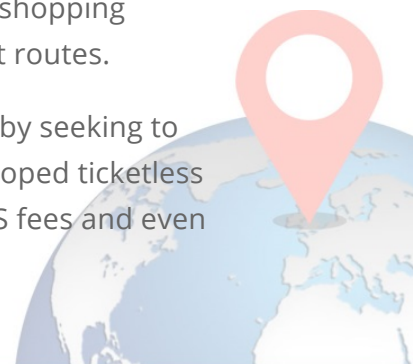 shopping
t routes.
by seeking to
oped ticketless
S fees and even